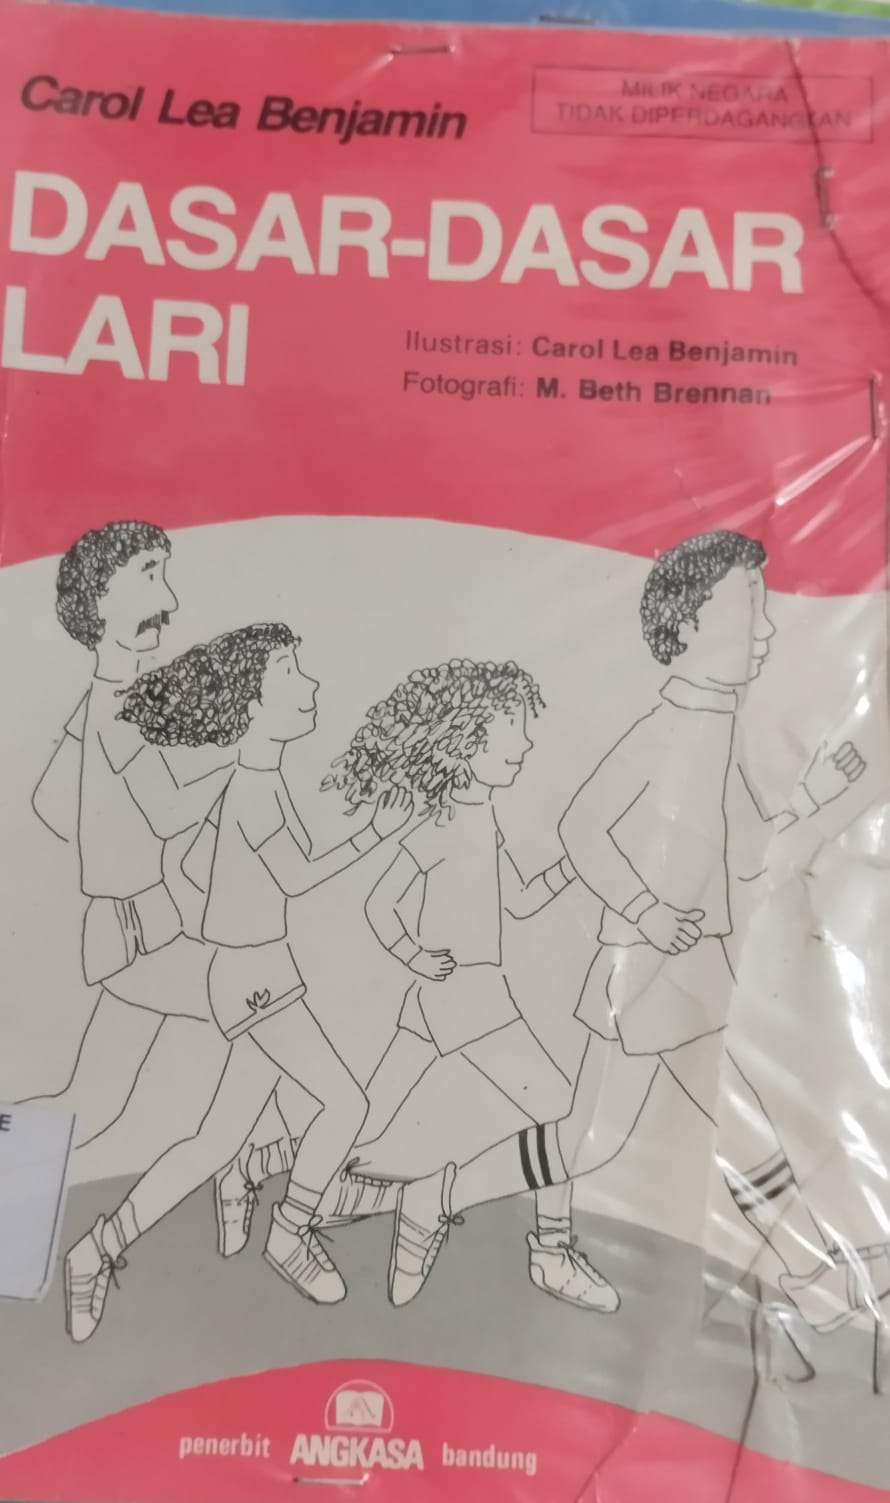 Carol Lea Benjamin
MILIK NEGARA
TIDAK DIPERDAGANGKAN
DASAR-DASAR
LARI
Ilustrasi: Carol Lea Benjamin
Fotografi: M. Beth Brennan
E
penerbit ANGKASA bandung